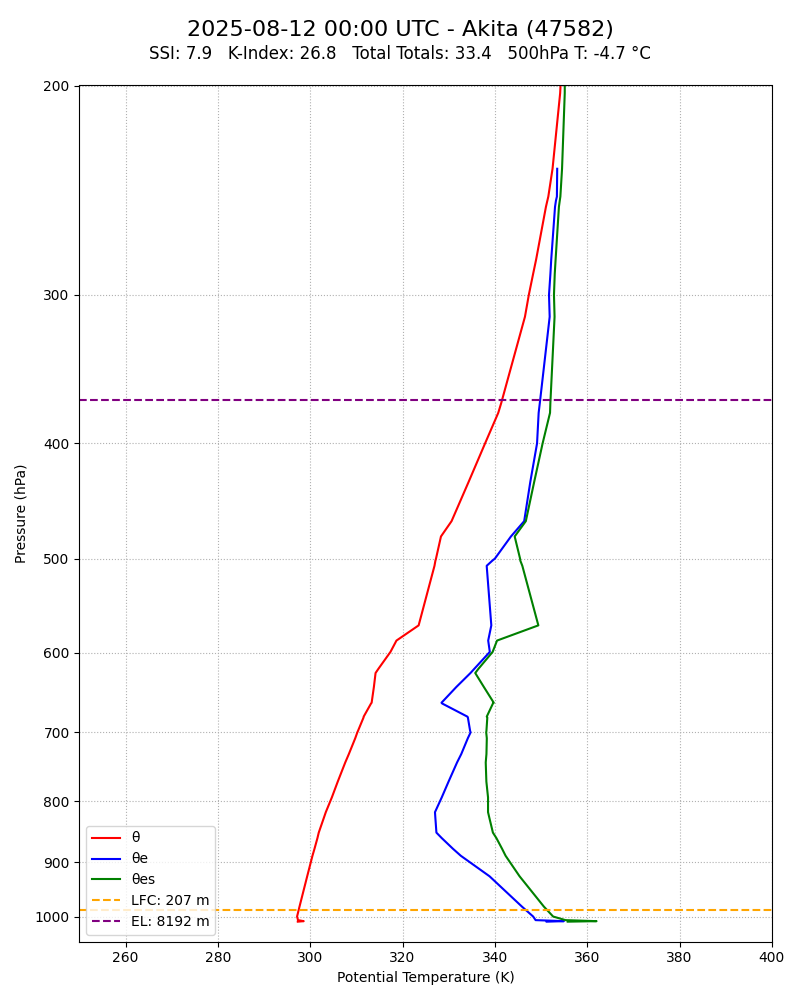 2025-08-12 00:00 UTC - Akita (47582)
SSI: 7.9 K-Index: 26.8 Total Totals: 33.4 500hPa T: -4.7 °C
200
300
400
500
600
700
800
900
1000
Pressure (hPa)
θ
θe
θes
LFC: 207 m
EL: 8192 m
260 280 300 320 340 360 380 400
Potential Temperature (K)